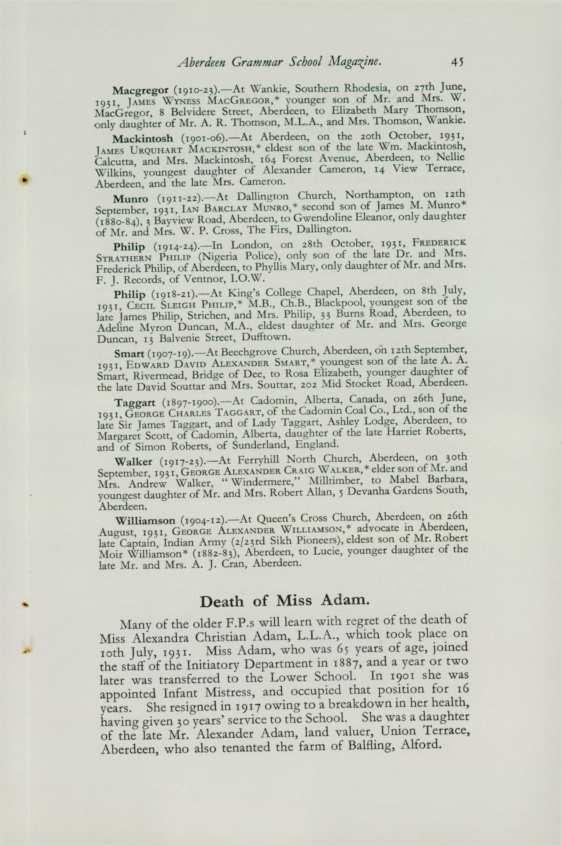 Aberdeen Grammar School Magazine. 45
Macgregor (1910-23).—At Wankie, Southern Rhodesia, on 27th June,
1931, James Wyness MacGregor,* younger son of Mr. and Mrs. W.
MacGregor, 8 Belvidere Street, Aberdeen, to Elizabeth Mary Thomson,
only daughter of Mr. A. R. Thomson, M.L.A., and Mrs. Thomson, Wankie.
Mackintosh (1901-06).—At Aberdeen, on the 20th October, 1931,
James Urquhart Mackintosh,* eldest son of the late Wm. Mackintosh,
Calcutta, and Mrs. Mackintosh, 164 Forest Avenue, Aberdeen, to Nellie
Wilkins, youngest daughter of Alexander Cameron, 14 View Terrace,
Aberdeen, and the late Mrs. Cameron.
Munro (1911-22).—At Dallington Church, Northampton, on 12th
September, 1931, Ian Barclay Munro,* second son of James M. Munro*
(1880-84), 3 Bayview Road, Aberdeen, to Gwendoline Eleanor, only daughter
of Mr. and Mrs. W. P. Cross, The Firs, Dallington.
Philip (1914-24).—In London, on 28th October, 1931, Frederick
Strathern Philip (Nigeria Police), only son of the late Dr. and Mrs.
Frederick Philip, of Aberdeen, to Phyllis Mary, only daughter of Mr. and Mrs.
F. J. Records, of Ventnor, I.O.W.
Philip (1918-21).—At King's College Chapel, Aberdeen, on 8th July,
1931, Cecil Sleigh Philip,* M.B., Ch.B., Blackpool, youngest son of the
late James Philip, Strichen, and Mrs. Philip, 33 Burns Road, Aberdeen, to
Adeline Myron Duncan, M.A., eldest daughter of Mr. and Mrs. George
Duncan, 13 Balvenie Street, Dufftown.
Smart (1907-19).—At Beechgrove Church, Aberdeen, on 12th September,
1931, Edward David Alexander Smart,* youngest son of the late A. A.
Smart, Rivermead, Bridge of Dee, to Rosa Elizabeth, younger daughter of
the late David Souttar and Mrs. Souttar, 202 Mid Stocket Road, Aberdeen.
Taggart (1897-1900).—At Cadomin, Alberta, Canada, on 26th June,
1931, George Charles Taggart, of the Cadomin Coal Co., Ltd., son of the
late Sir James Taggart, and of Lady Taggart, Ashley Lodge, Aberdeen, to
Margaret Scott, of Cadomin, Alberta, daughter of the late Harriet Roberts,
and of Simon Roberts, of Sunderland, England.
Walker (1917-23).—At Ferryhill North Church, Aberdeen, on 30th
September, 1931, George Alexander Craig Walker,* elder son of Mr. and
Mrs. Andrew Walker, "Windermere," Milltimber, to Mabel Barbara,
youngest daughter of Mr. and Mrs. Robert Allan, 5 Devanha Gardens South,
Aberdeen.
Williamson (1904-12).—At Queen's Cross Church, Aberdeen, on 26th
August, 1931, George Alexander Williamson,* advocate in Aberdeen,
late Captain, Indian Army (2/23rd Sikh Pioneers), eldest son of Mr. Robert
Moir Williamson* (1882-83), Aberdeen, to Lucie, younger daughter of the
late Mr. and Mrs. A. J. Cran, Aberdeen.
Death of Miss Adam.
Many of the older F.P.s will learn with regret of the death of
Miss Alexandra Christian Adam, L.L.A., which took place on
10th July, 1931. Miss Adam, who was 65 years of age, joined
the staff of the Initiatory Department in 1887, and a year or two
later was transferred to the Lower School. In 1901 she was
appointed Infant Mistress, and occupied that position for 16
years. She resigned in 1917 owing to a breakdown in her health,
having given 30 years' service to the School. She was a daughter
of the late Mr. Alexander Adam, land valuer, Union Terrace,
Aberdeen, who also tenanted the farm of Balfling, Alford.